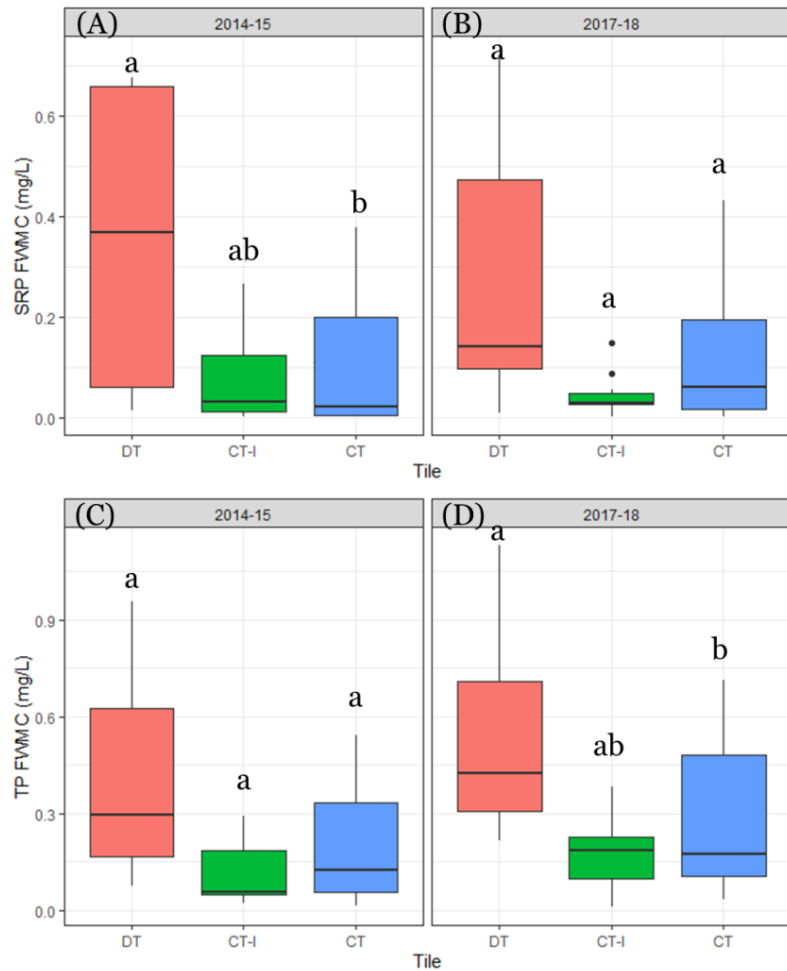 (A) 2014-15
(B) 2017-18
a
ab
b
a
a
a
SRP FWMC (mg/L)
0.6
0.4
0.2
0.0
DT CT-I CT
DT CT-I CT
Tile
(C) 2014-15
(D) 2017-18
a
a
a
a
ab
b
TP FWMC (mg/L)
0.9
0.6
0.3
0.0
DT CT-I CT
DT CT-I CT
Tile